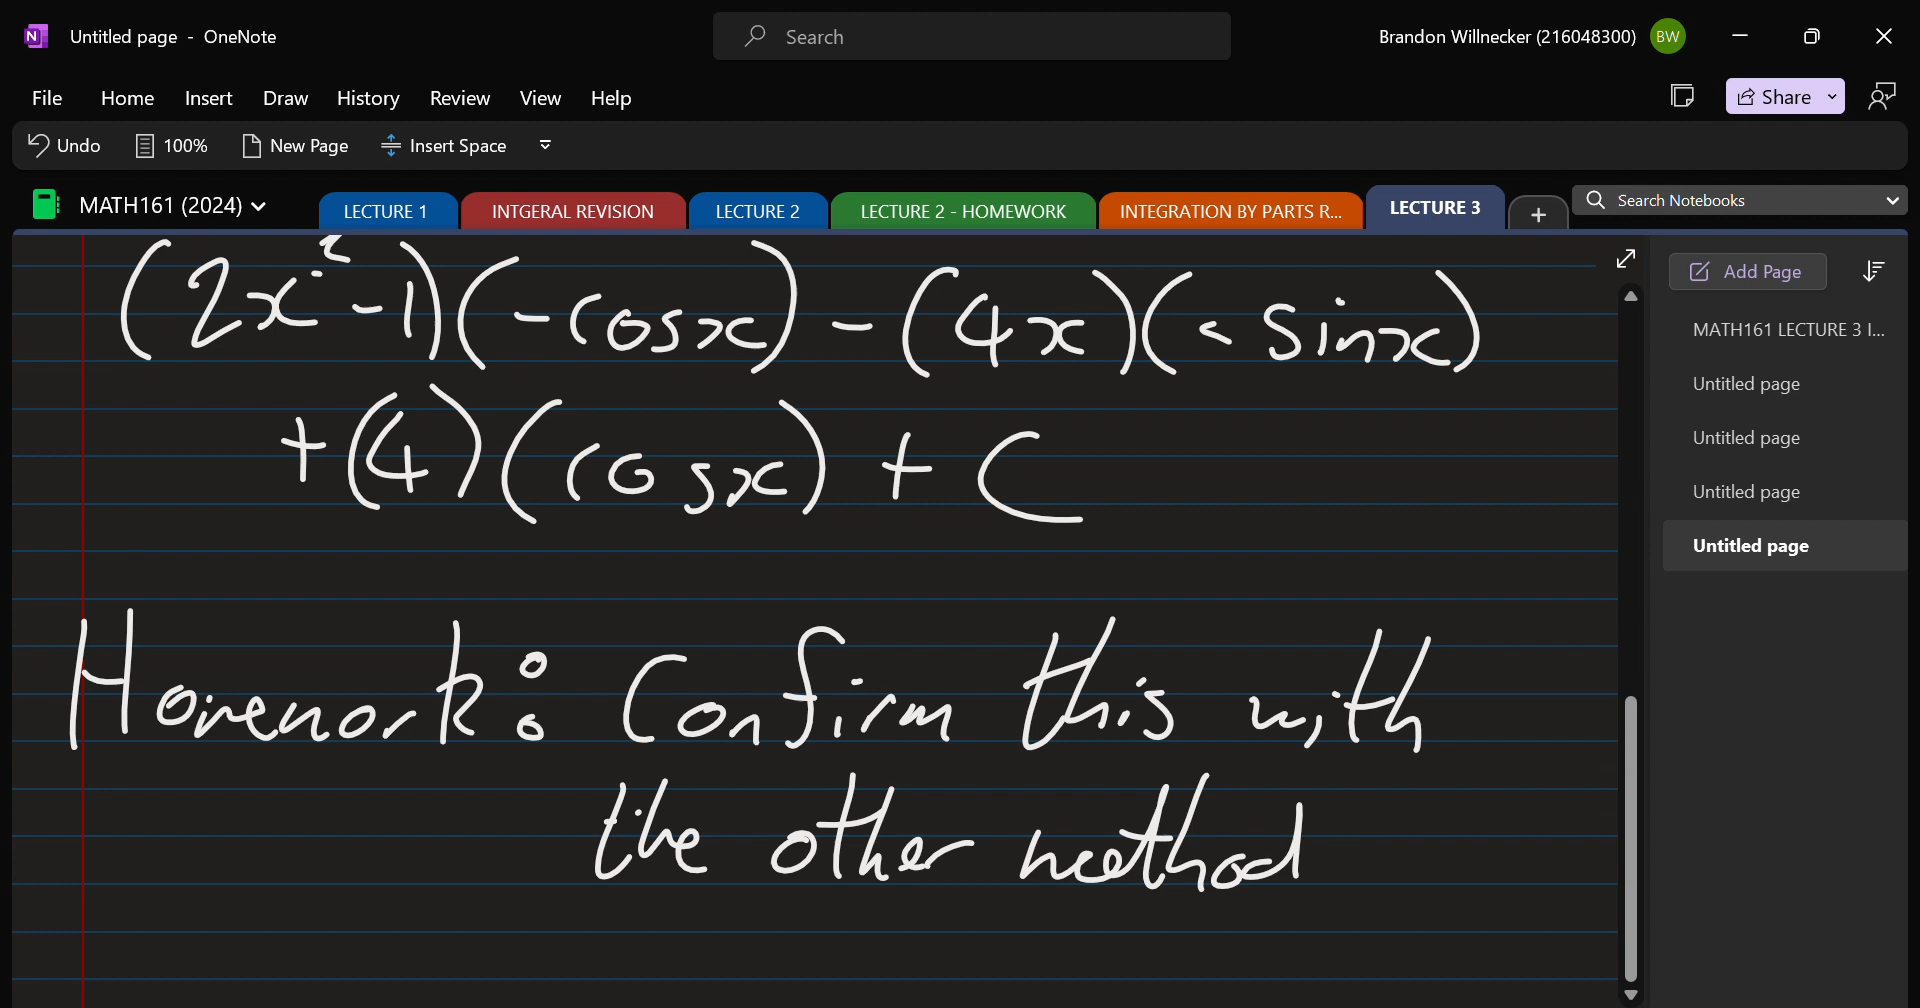 Untitled page - OneNote
Search
Brandon Willnecker (216048300)
BW
File Home Insert Draw History Review View Help
Share
Undo 100% New Page Insert Space
MATH161 (2024)
LECTURE 1
INTGERAL REVISION
LECTURE 2
LECTURE 2 - HOMEWORK
INTEGRATION BY PARTS R...
LECTURE 3
+
Search Notebooks
Add Page
MATH161 LECTURE 3 I...
Untitled page
Untitled page
Untitled page
Untitled page
(2x²-1)(-cosx) - (4x)(-sinx)
+(4)(cosx) + C
Homework: Confirm this with
the other method